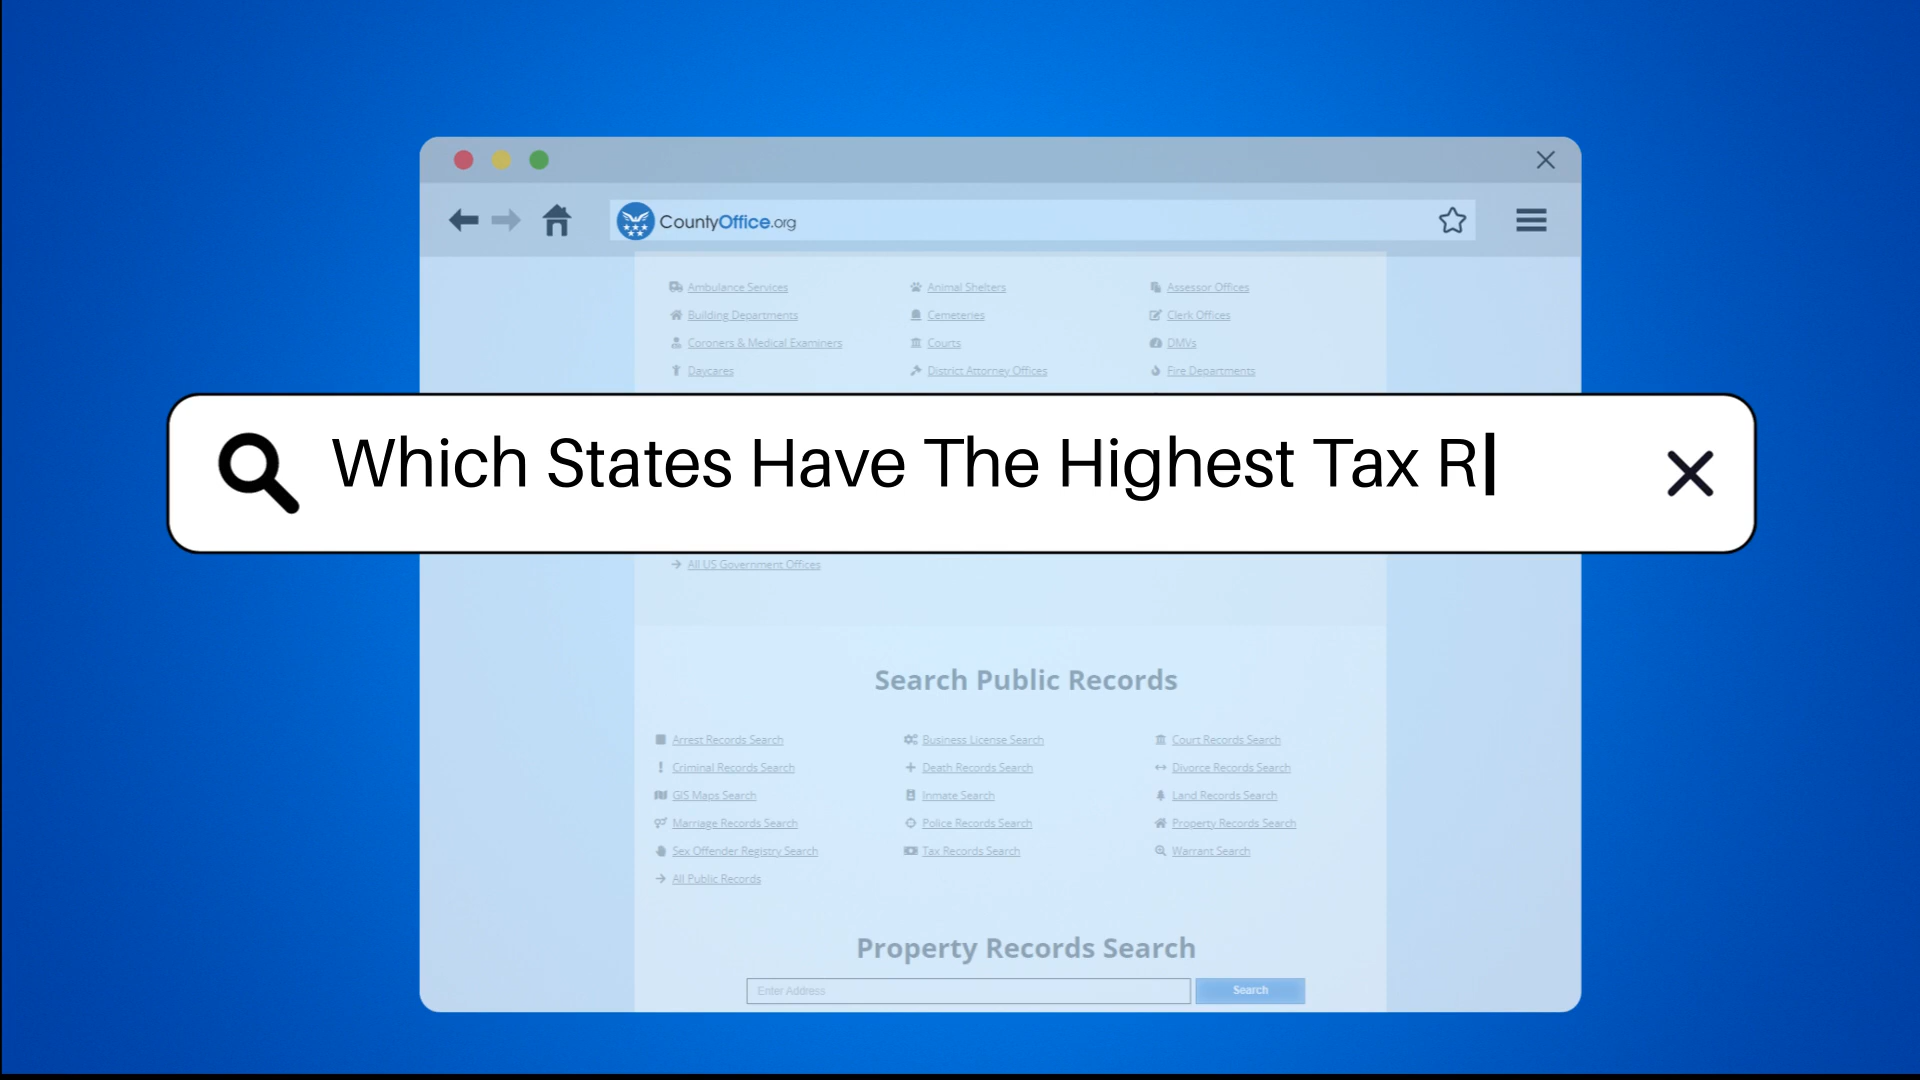 CountyOffice.org
Ambulance Services Animal Shelters Assessor Offices
Building Departments Cemeteries Clerk Offices
Coroners & Medical Examiners Courts DMVs
Daycares District Attorney Offices Fire Departments
Which States Have The Highest Tax R
All US Government Offices
Search Public Records
Arrest Records Search Business License Search Court Records Search
Criminal Records Search Death Records Search Divorce Records Search
GIS Maps Search Inmate Search Land Records Search
Marriage Records Search Police Records Search Property Records Search
Sex Offender Registry Search Tax Records Search Warrant Search
All Public Records
Property Records Search
Enter Address Search